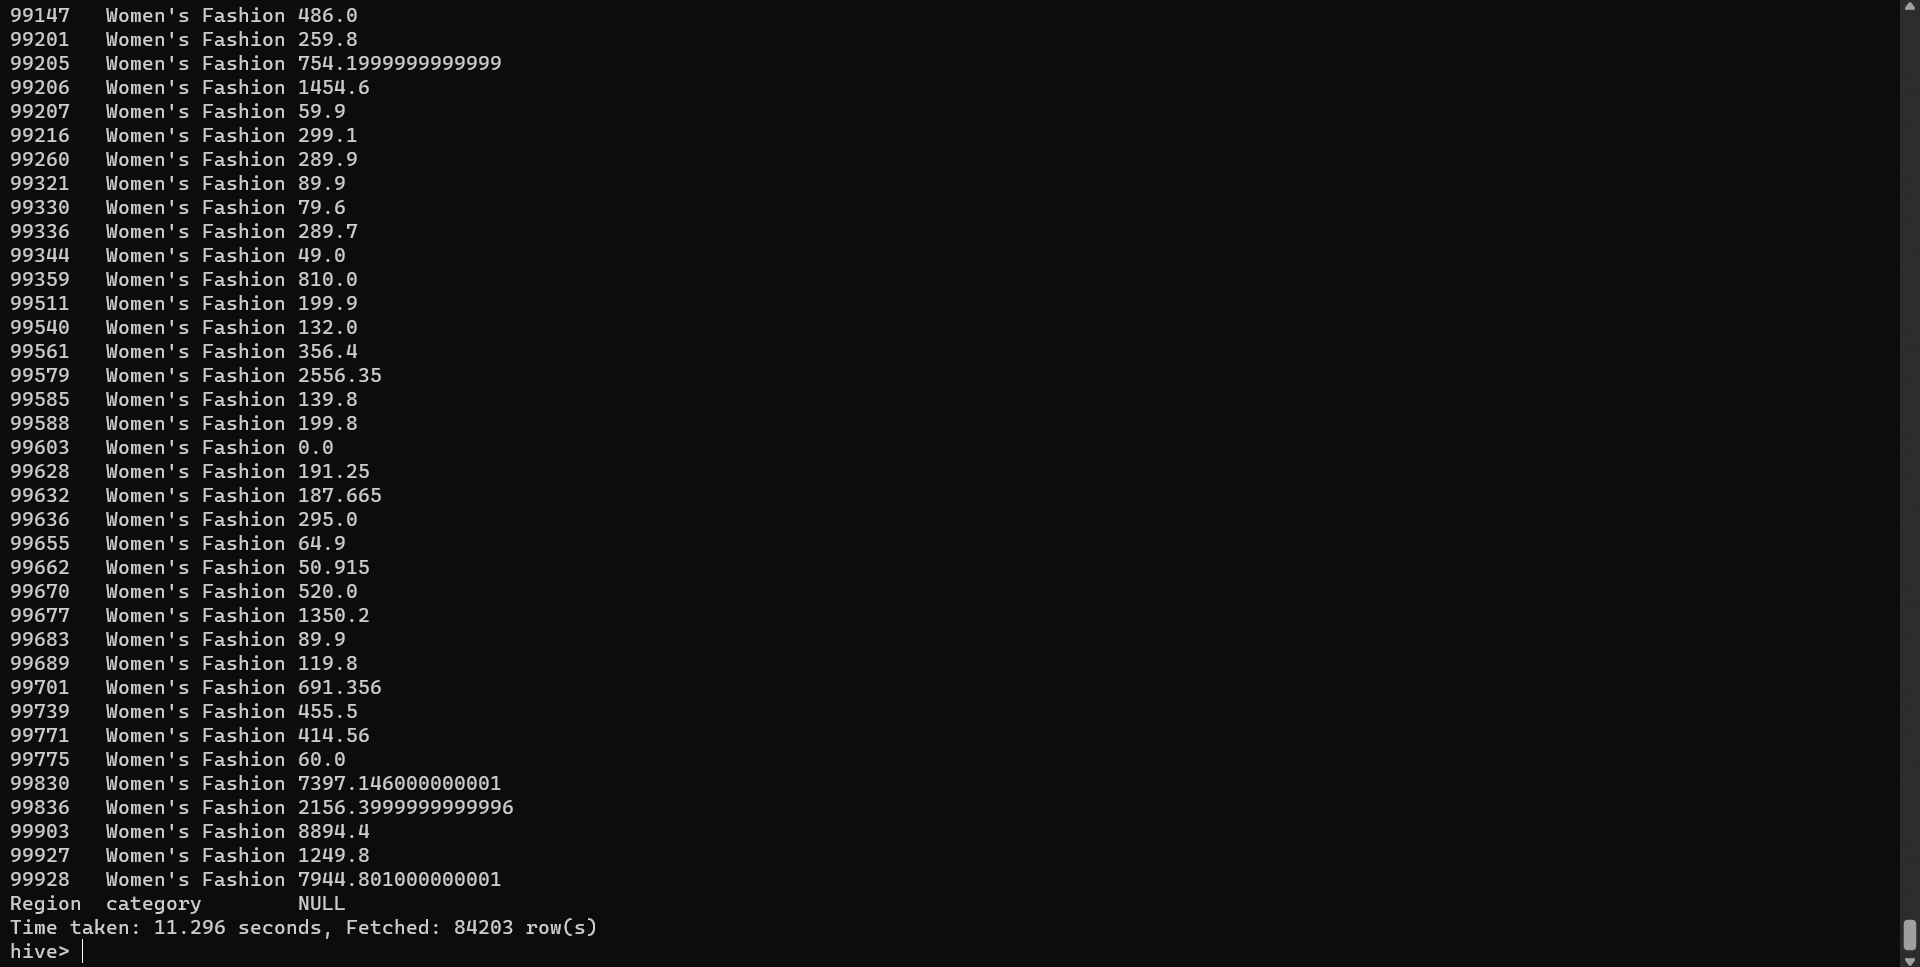 99147   Women's Fashion 486.0
99201   Women's Fashion 259.8
99205   Women's Fashion 754.1999999999999
99206   Women's Fashion 1454.6
99207   Women's Fashion 59.9
99216   Women's Fashion 299.1
99260   Women's Fashion 289.9
99321   Women's Fashion 89.9
99330   Women's Fashion 79.6
99336   Women's Fashion 289.7
99344   Women's Fashion 49.0
99359   Women's Fashion 810.0
99511   Women's Fashion 199.9
99540   Women's Fashion 132.0
99561   Women's Fashion 356.4
99579   Women's Fashion 2556.35
99585   Women's Fashion 139.8
99588   Women's Fashion 199.8
99603   Women's Fashion 0.0
99628   Women's Fashion 191.25
99632   Women's Fashion 187.665
99636   Women's Fashion 295.0
99655   Women's Fashion 64.9
99662   Women's Fashion 50.915
99670   Women's Fashion 520.0
99677   Women's Fashion 1350.2
99683   Women's Fashion 89.9
99689   Women's Fashion 119.8
99701   Women's Fashion 691.356
99739   Women's Fashion 455.5
99771   Women's Fashion 414.56
99775   Women's Fashion 60.0
99830   Women's Fashion 7397.146000000001
99836   Women's Fashion 2156.3999999999996
99903   Women's Fashion 8894.4
99927   Women's Fashion 1249.8
99928   Women's Fashion 7944.801000000001
Region  category        NULL
Time taken: 11.296 seconds, Fetched: 84203 row(s)
hive>